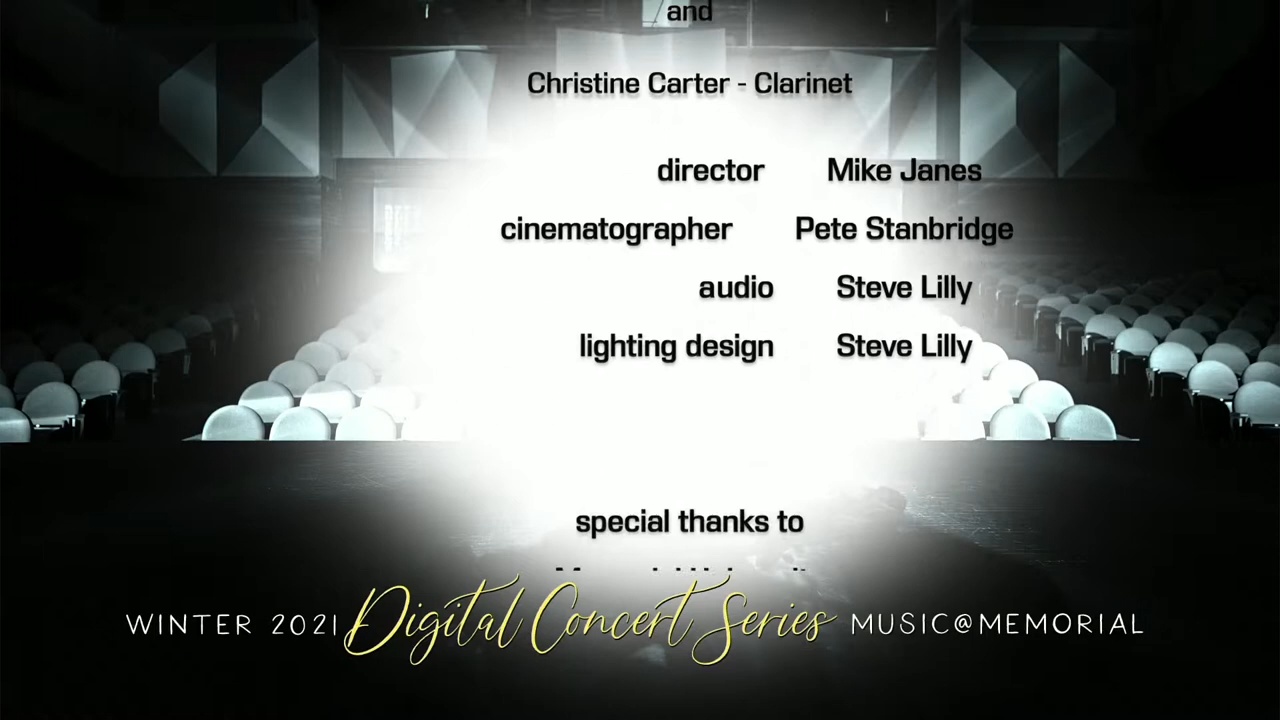 and
Christine Carter - Clarinet
director Mike Janes
cinematographer Pete Stanbridge
audio Steve Lilly
lighting design Steve Lilly
special thanks to
WINTER 2021 Digital Concert Series MUSIC@MEMORIAL